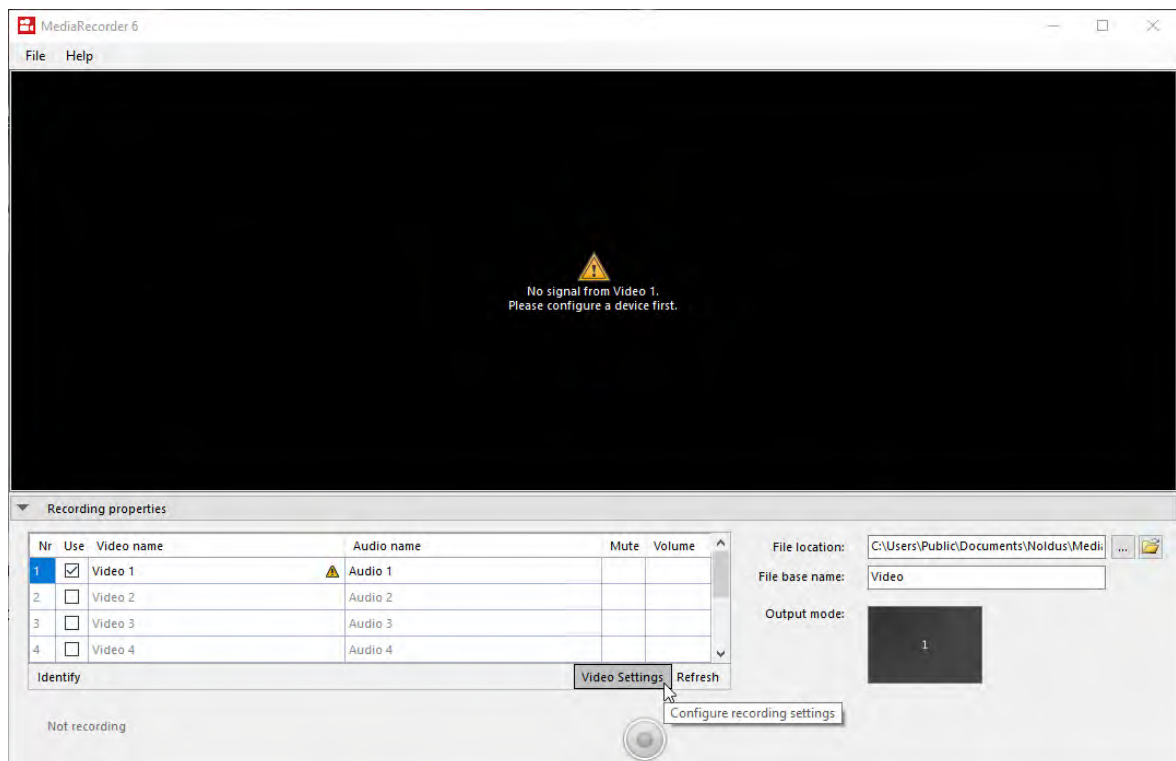 MediaRecorder 6
File Help
No signal from Video 1.
Please configure a device first.
Recording properties
Nr Use Video name Audio name Mute Volume
1 Video 1 Audio 1
2 Video 2 Audio 2
3 Video 3 Audio 3
4 Video 4 Audio 4
Identify Video Settings Refresh
Configure recording settings
Not recording
File location: C:\Users\Public\Documents\Noldus\Media ...
File base name: Video
Output mode: 1